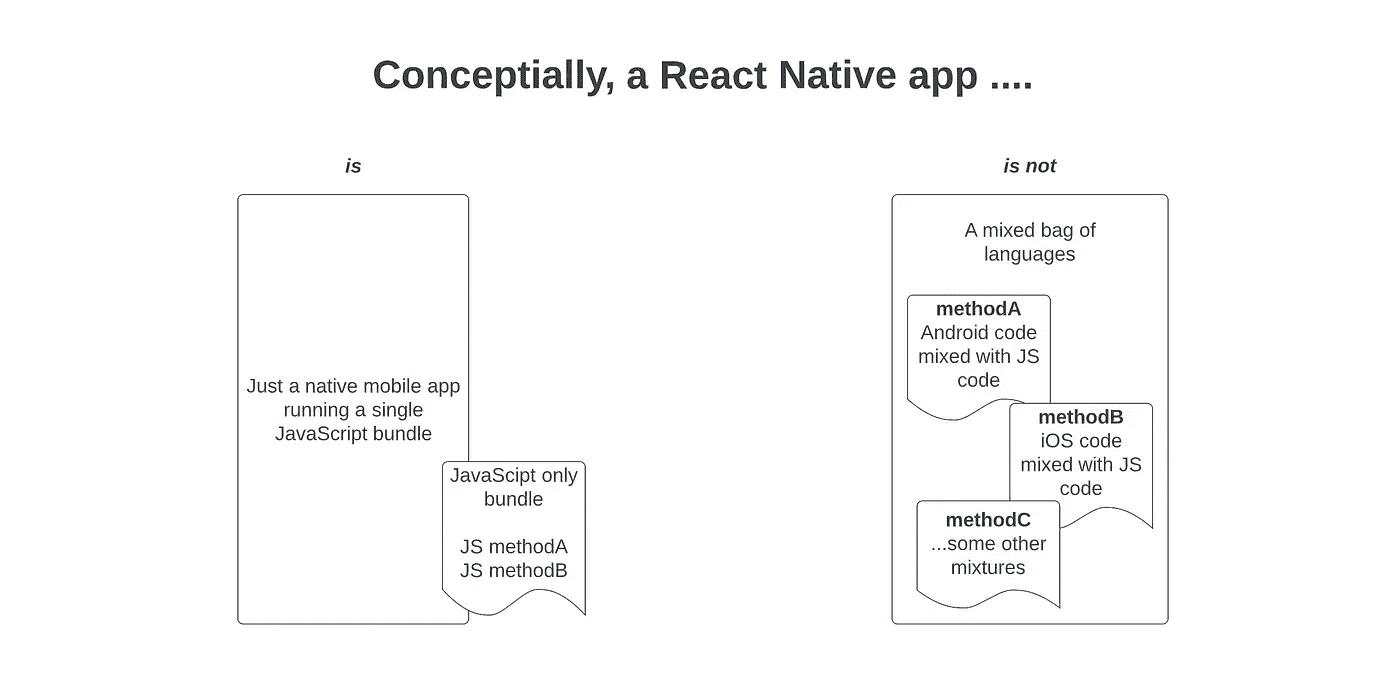 Conceptially, a React Native app ....
is
Just a native mobile app
running a single
JavaScript bundle
JavaScipt only
bundle
JS methodA
JS methodB
is not
A mixed bag of
languages
methodA
Android code
mixed with JS
code
methodB
iOS code
mixed with JS
code
methodC
...some other
mixtures